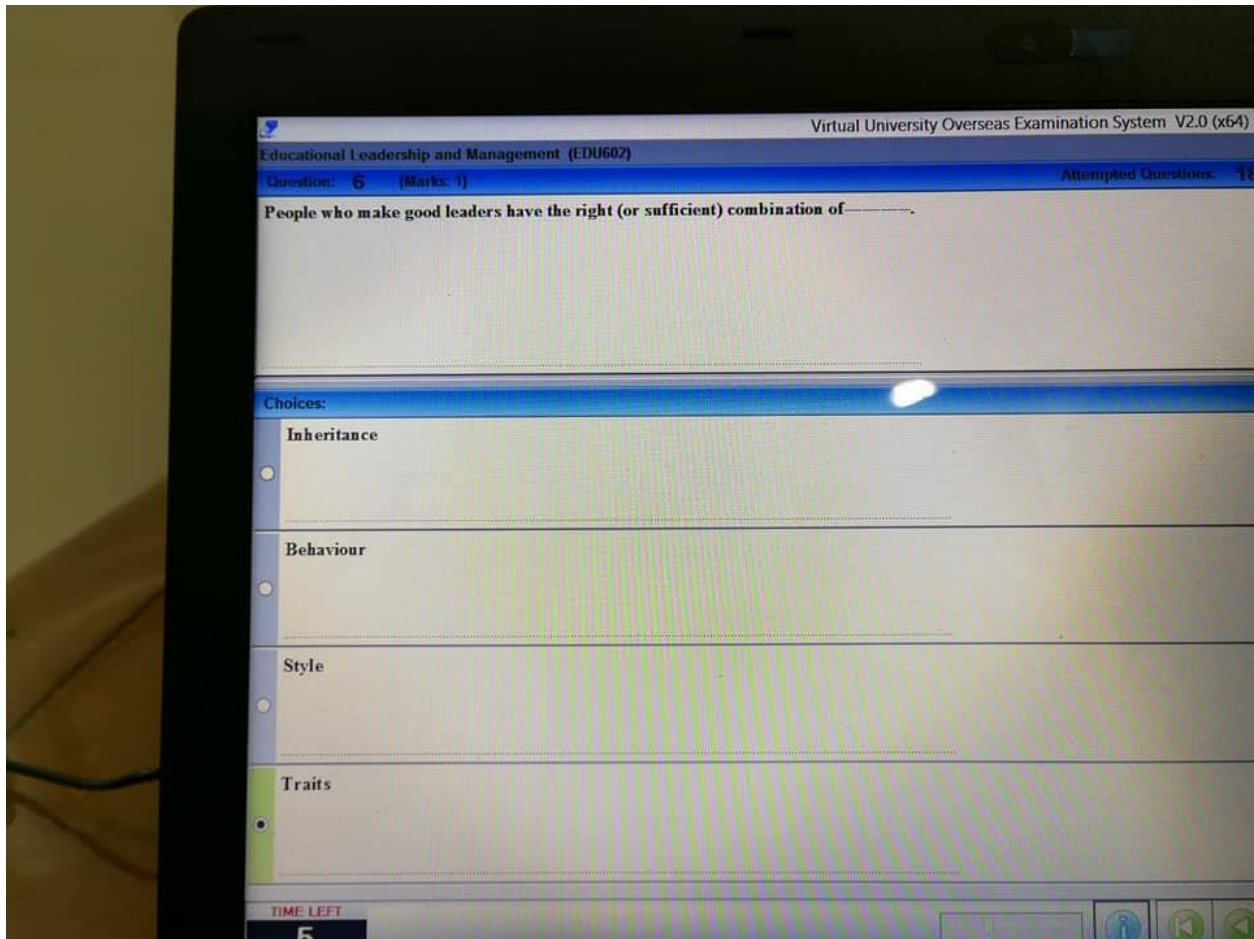 Virtual University Overseas Examination System V2.0 (x64)
Educational Leadership and Management (EDU602)
Question: 6 (Marks: 1) Attempted Questions: 18
People who make good leaders have the right (or sufficient) combination of---------.
Choices:
Inheritance
Behaviour
Style
Traits
TIME LEFT
5